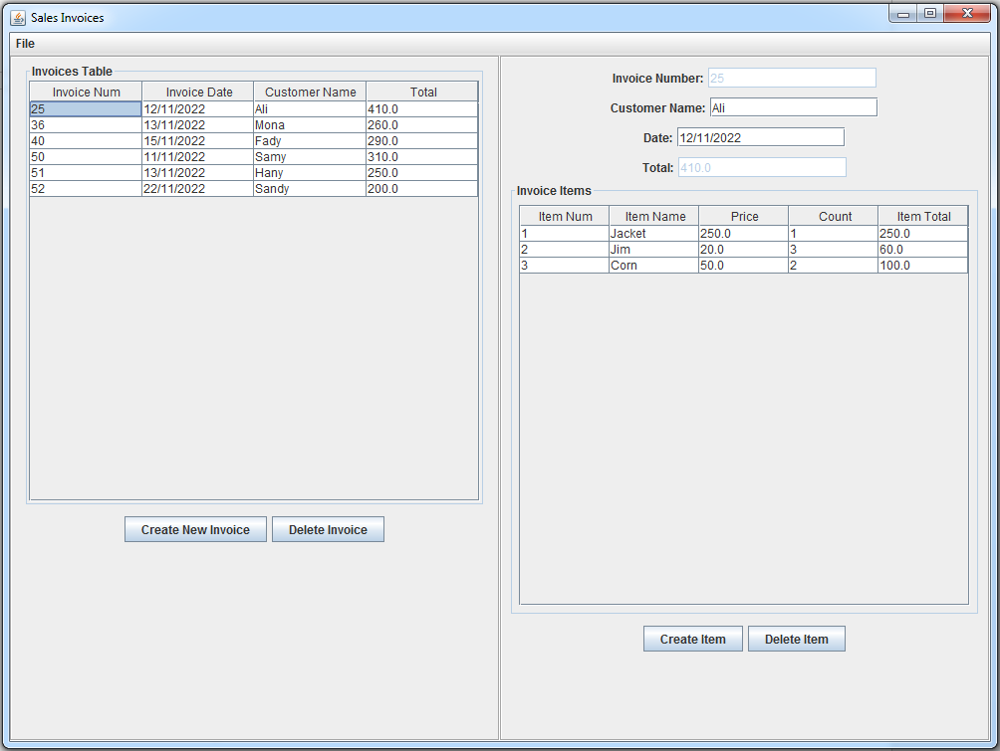 Sales Invoices
File
Invoices Table
Invoice Num Invoice Date Customer Name Total
25 12/11/2022 Ali 410.0
36 13/11/2022 Mona 260.0
40 15/11/2022 Fady 290.0
50 11/11/2022 Samy 310.0
51 13/11/2022 Hany 250.0
52 22/11/2022 Sandy 200.0
Create New Invoice Delete Invoice
Invoice Number: 25
Customer Name: Ali
Date: 12/11/2022
Total: 410.0
Invoice Items
Item Num Item Name Price Count Item Total
1 Jacket 250.0 1 250.0
2 Jim 20.0 3 60.0
3 Corn 50.0 2 100.0
Create Item Delete Item